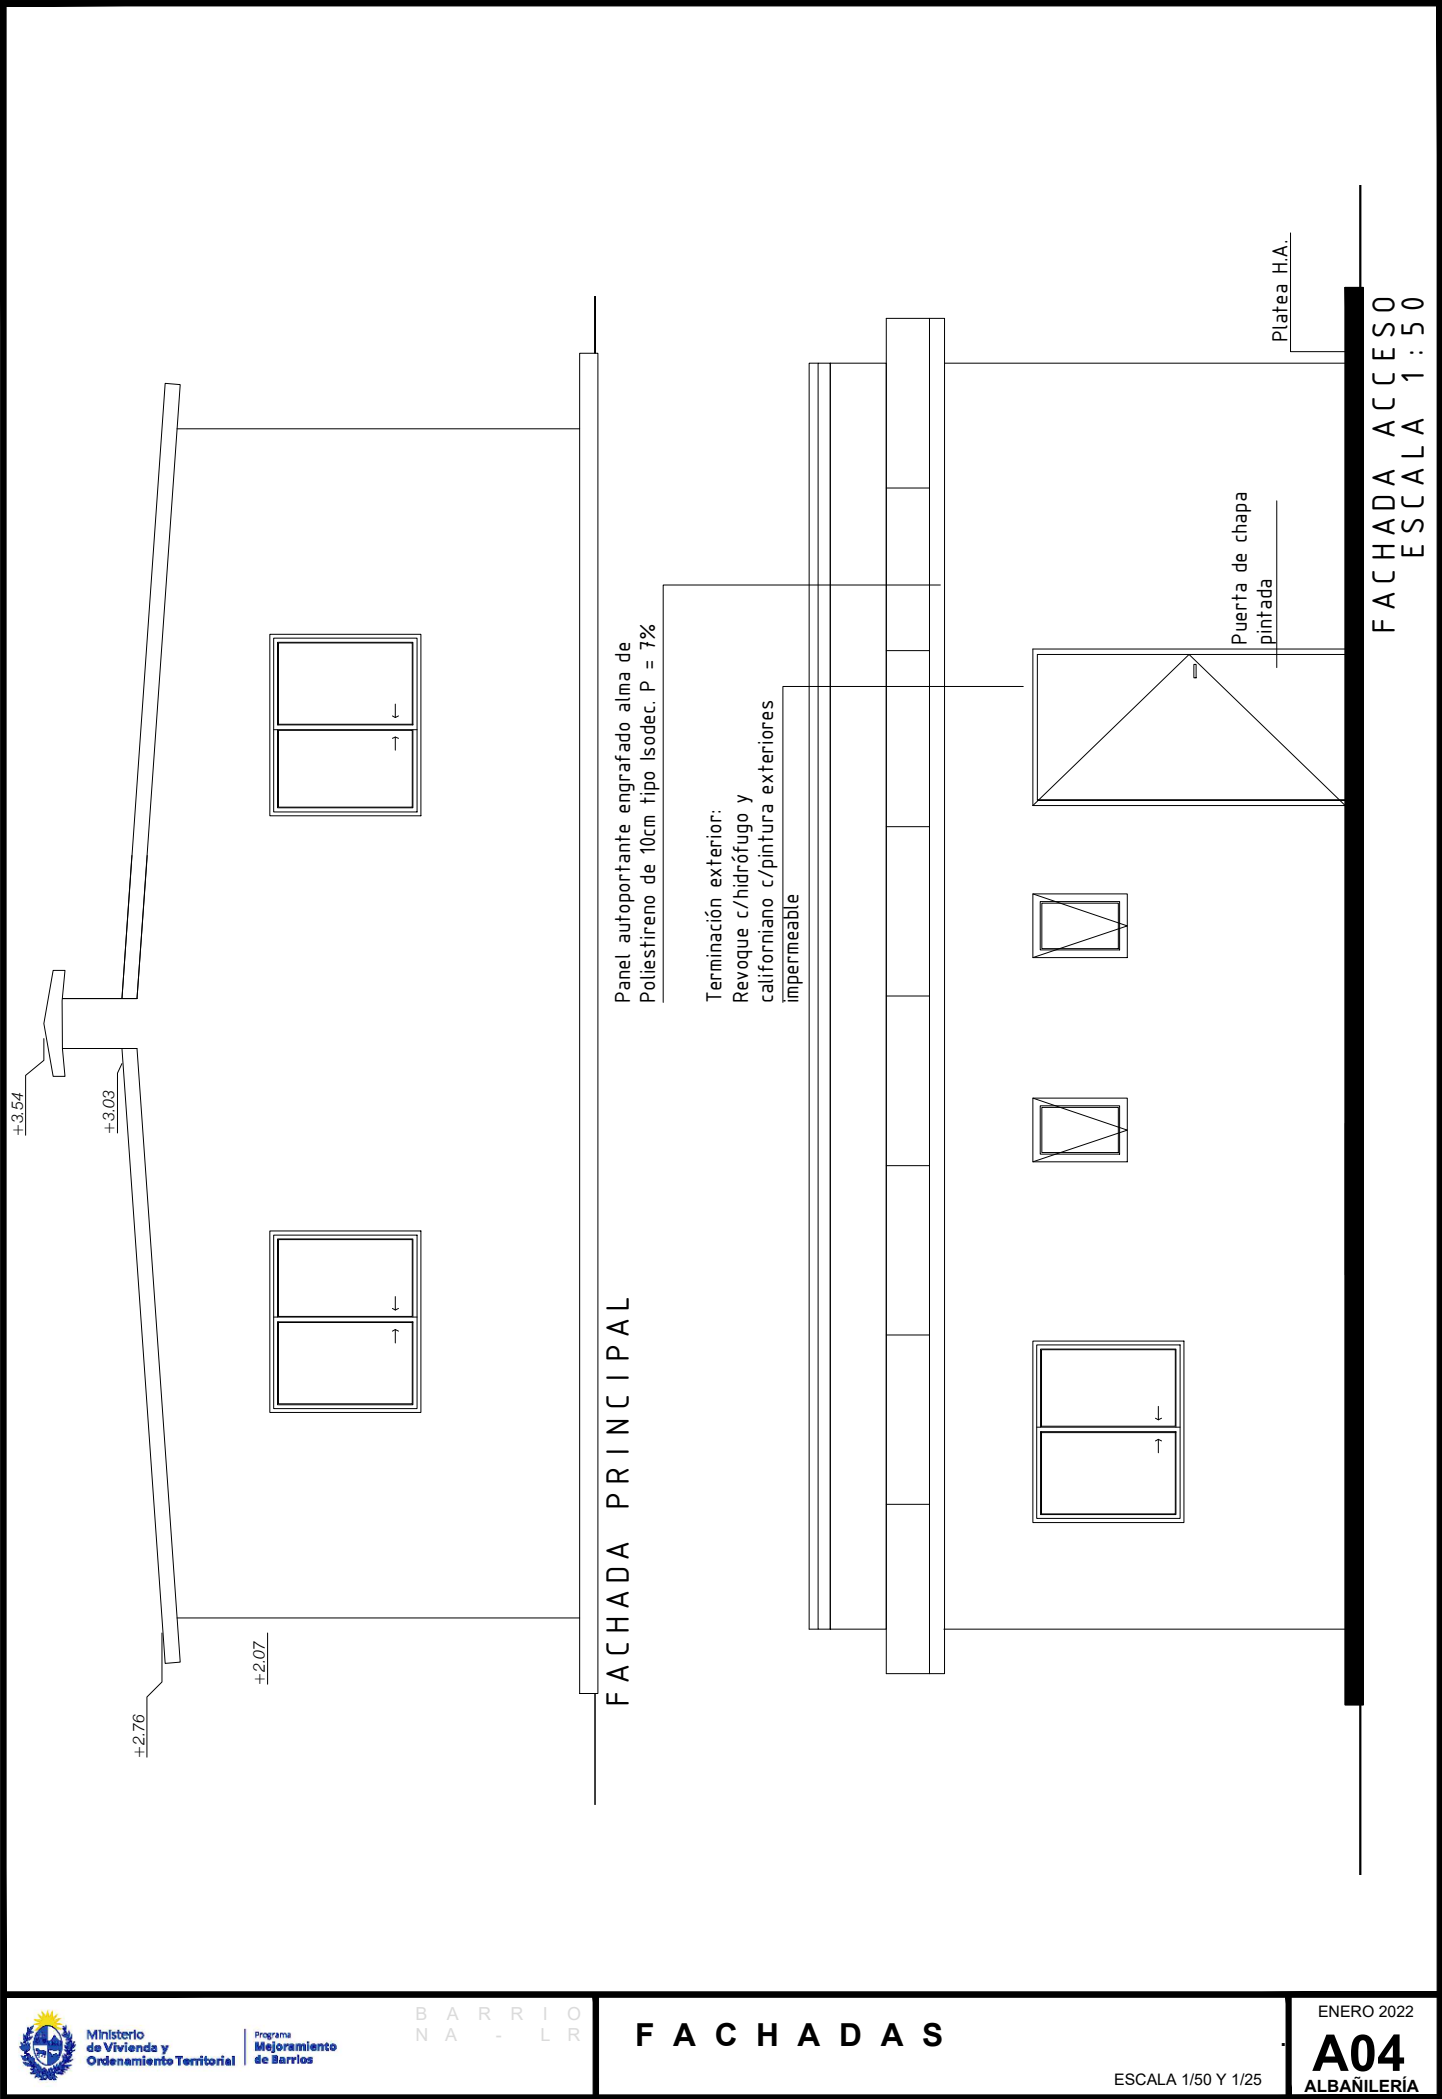 +3.54
+3.03
+2.76
+2.07
FACHADA PRINCIPAL
Panel autoportante engrafado alma de
Poliestireno de 10cm tipo Isodec. P = 7%
Terminación exterior:
Revoque c/hidrófugo y
californiano c/pintura exteriores
impermeable
Puerta de chapa
pintada
Platea H.A.
FACHADA ACCESO
ESCALA 1:50
Ministerio
de Vivienda y
Ordenamiento Territorial
Programa
Mejoramiento
de Barrios
BARRIO
NA - LR
FACHADAS
ESCALA 1/50 Y 1/25
ENERO 2022
A04
ALBAÑILERÍA